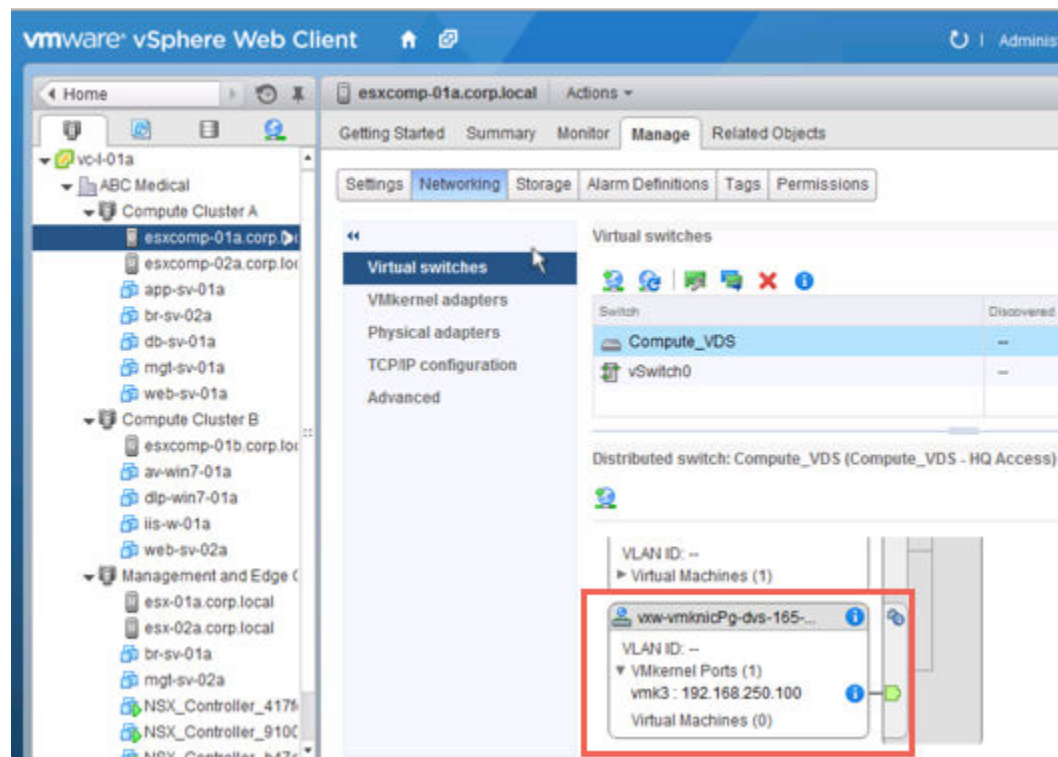 vmware vSphere Web Client
Adminis
Home
esxcomp-01a.corp.local Actions
Getting Started Summary Monitor Manage Related Objects
vc-l-01a
ABC Medical
Compute Cluster A
esxcomp-01a.corp.
esxcomp-02a.corp.loc
app-sv-01a
br-sv-02a
db-sv-01a
mgt-sv-01a
web-sv-01a
Compute Cluster B
esxcomp-01b.corp.loc
av-win7-01a
dlp-win7-01a
iis-w-01a
web-sv-02a
Management and Edge C
esx-01a.corp.local
esx-02a.corp.local
br-sv-01a
mgt-sv-02a
NSX_Controller_417f
NSX_Controller_910C
Settings Networking Storage Alarm Definitions Tags Permissions
Virtual switches
VMkernel adapters
Physical adapters
TCP/IP configuration
Advanced
Virtual switches
Switch Discovered
Compute_VDS --
vSwitch0 --
Distributed switch: Compute_VDS (Compute_VDS - HQ Access)
VLAN ID: --
Virtual Machines (1)
vxw-vmknicPg-dvs-165-...
VLAN ID: --
VMkernel Ports (1)
vmk3 : 192.168.250.100
Virtual Machines (0)